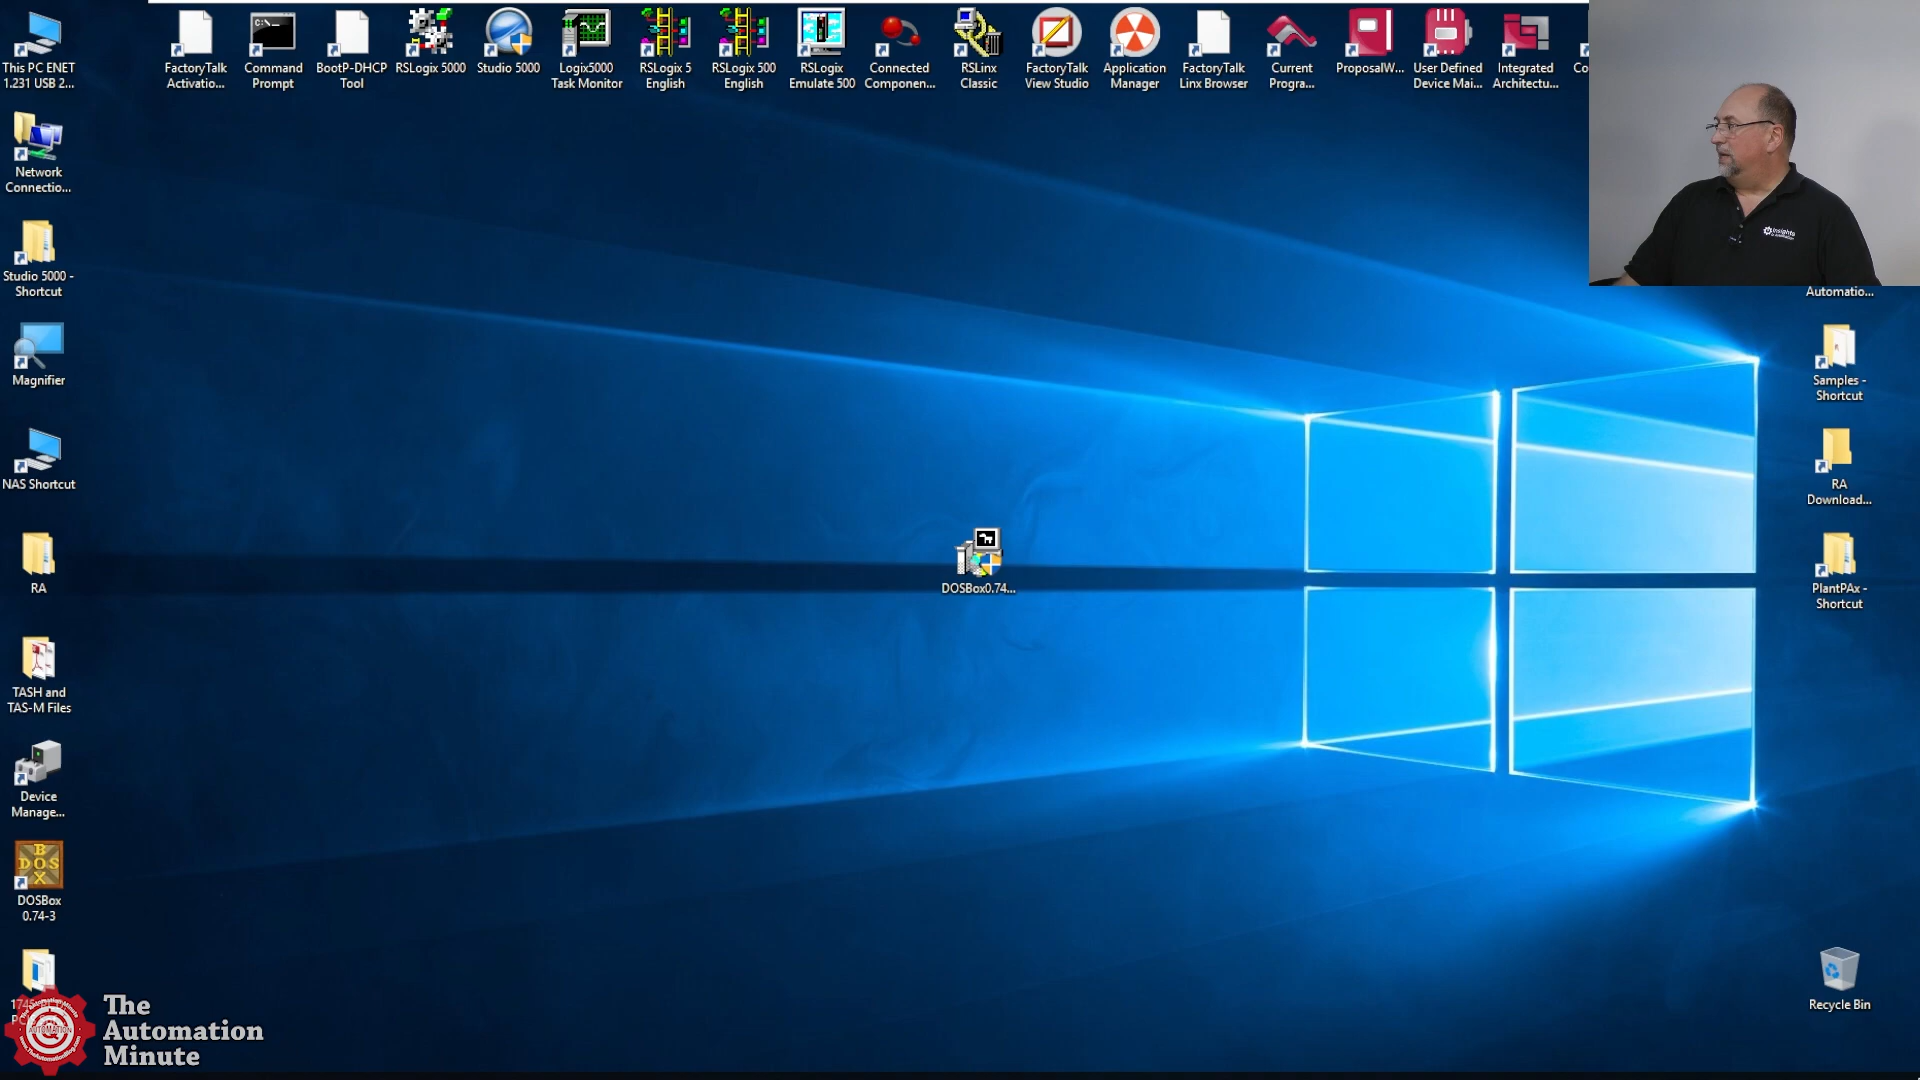 This PC ENET
1.231 USB 2...
FactoryTalk
Activatio...
Command
Prompt
BootP-DHCP
Tool
RSLogix 5000
Studio 5000
Logix5000
Task Monitor
RSLogix 5
English
RSLogix 500
English
RSLogix
Emulate 500
Connected
Componen...
RSLinx
Classic
FactoryTalk
View Studio
Application
Manager
FactoryTalk
Linx Browser
Current
Progra...
ProposalW...
User Defined
Device Mai...
Integrated
Architectu...
Co
Network
Connectio...
Studio 5000 -
Shortcut
Magnifier
NAS Shortcut
RA
TASH and
TAS-M Files
Device
Manage...
DOSBox
0.74-3
DOSBox0.74...
Automatio...
Samples -
Shortcut
RA
Download...
PlantPAx -
Shortcut
Recycle Bin
Insights
AUTOMATION
The
Automation
Minute